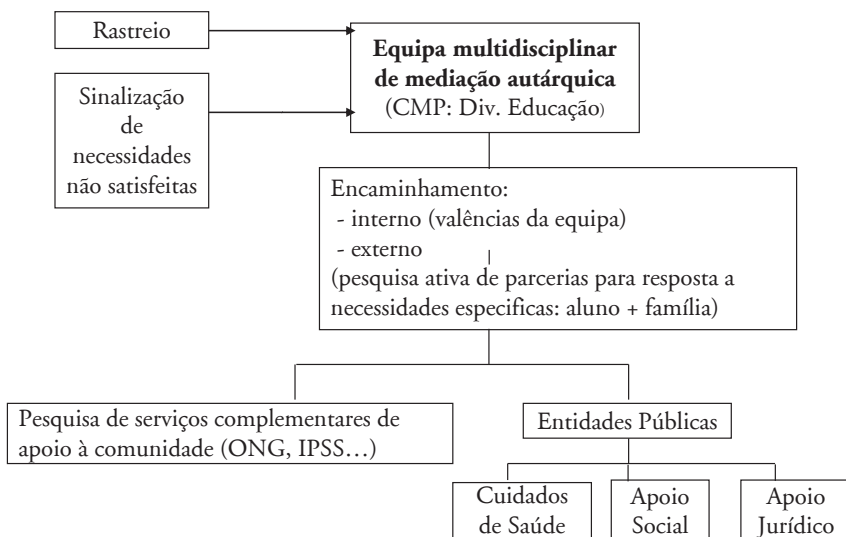 Rastreio
Equipa multidisciplinar
de mediação autárquica
(CMP: Div. Educação)
Sinalização
de
necessidades
não satisfeitas
Encaminhamento:
- interno (valências da equipa)
- externo
(pesquisa ativa de parcerias para resposta a
necessidades especificas: aluno + família)
Pesquisa de serviços complementares de
apoio à comunidade (ONG, IPSS…)
Entidades Públicas
Cuidados
de Saúde
Apoio
Social
Apoio
Jurídico